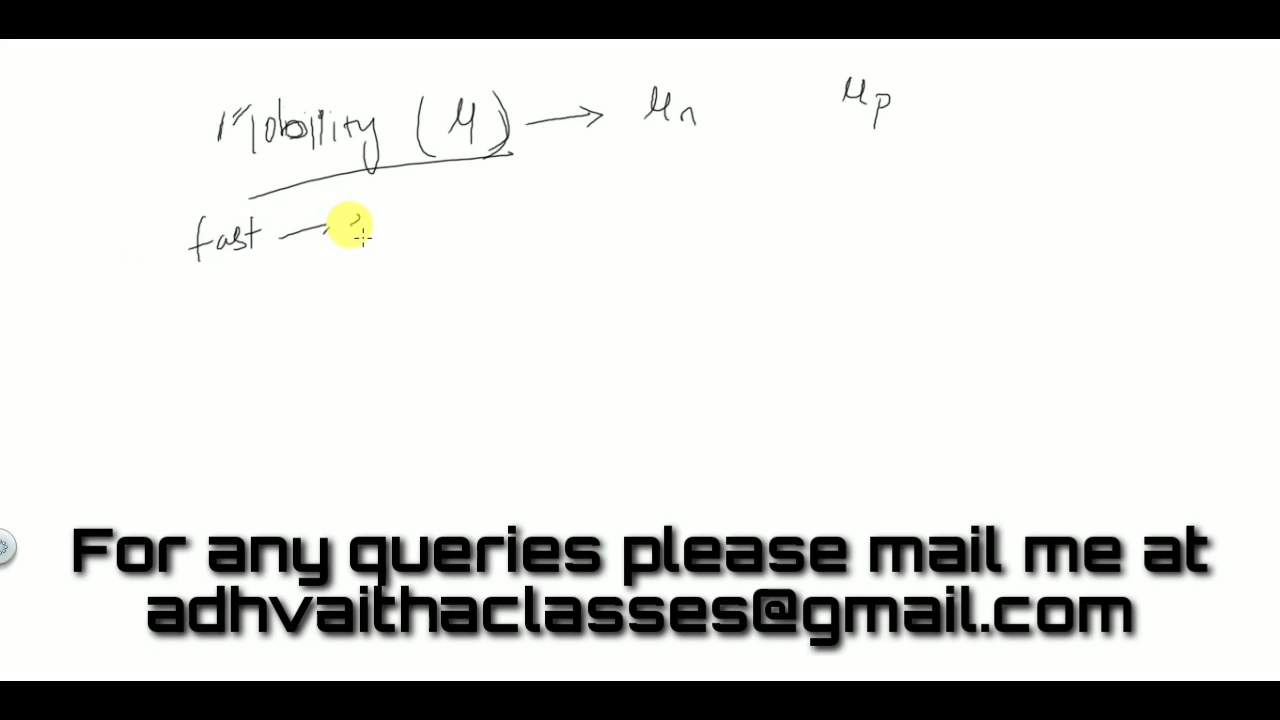 Mobility (μ) → μn μp
fast →
For any queries please mail me at
adhvaithaclasses@gmail.com